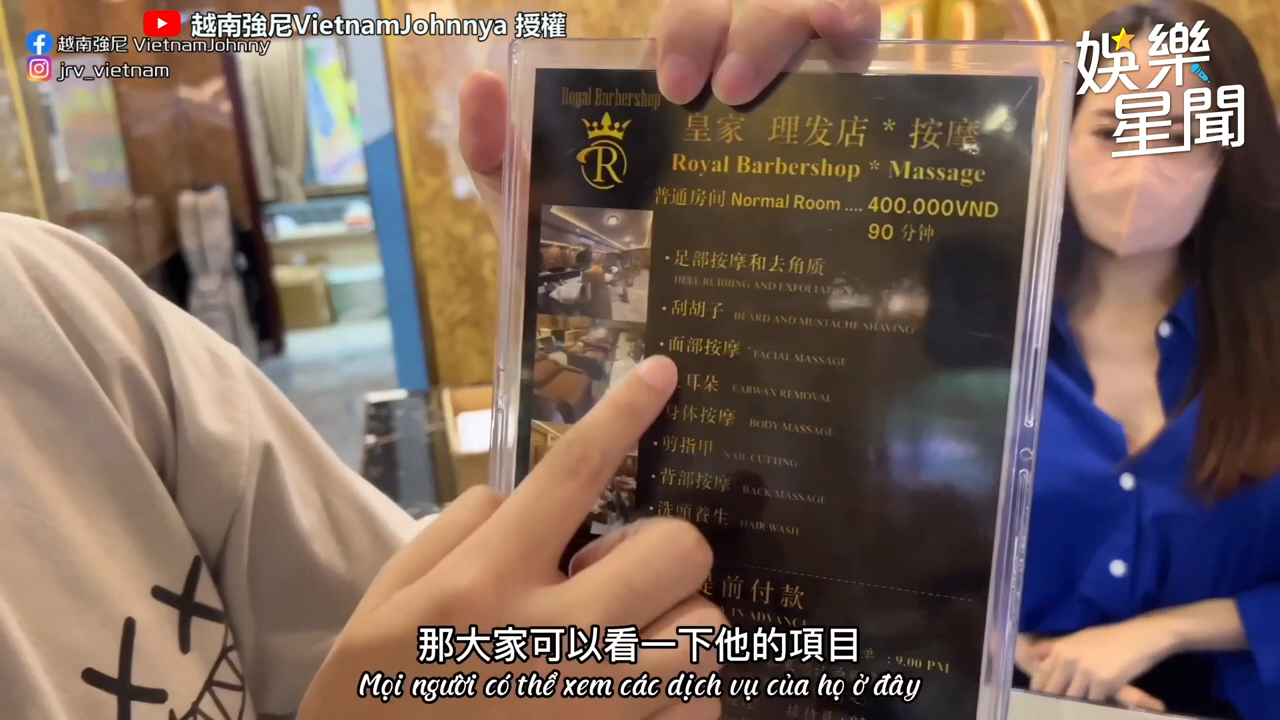 越南強尼VietnamJohnnya 授權
越南強尼 VietnamJohnny
jrv_vietnam
娛樂
星聞
Royal Barbershop
R
皇家 理发店 * 按摩
Royal Barbershop * Massage
普通房间 Normal Room .... 400.000VND
90 分钟
• 足部按摩和去角质
HEEL RUBBING AND EXFOLIATION
• 刮胡子 BEARD AND MUSTACHE SHAVING
• 面部按摩 FACIAL MASSAGE
耳朵 EARWAX REMOVAL
身体按摩 BODY MASSAGE
• 剪指甲 NAIL CUTTING
• 背部按摩 BACK MASSAGE
• 洗頭養生 HAIR WASH
提前付款
IN ADVANCE
: 9.00 PM
那大家可以看一下他的項目
Mọi người có thể xem các dịch vụ của họ ở đây